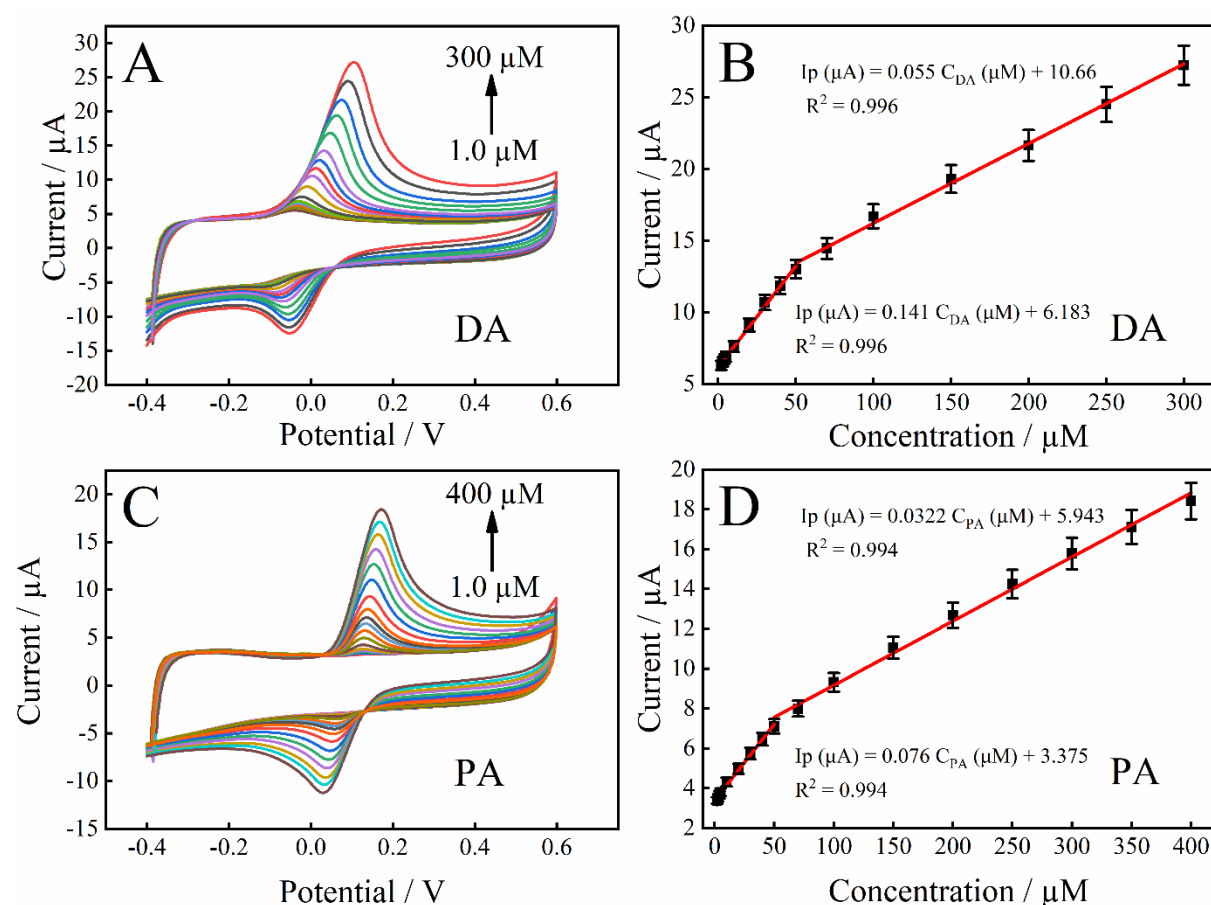 A
300 µM
1.0 µM
DA
Current / µA
30
25
20
15
10
5
0
-5
-10
-15
20
-0.4 -0.2 0.0 0.2 0.4 0.6
Potential / V
B
Ip (µA) = 0.055 C_DA (µM) + 10.66
R² = 0.996
Ip (µA) = 0.141 C_DA (µM) + 6.183
R² = 0.996
DA
Current / µA
30
25
20
15
10
5
0 50 100 150 200 250 300
Concentration / µM
C
400 µM
1.0 µM
PA
Current / µA
20
15
10
5
0
-5
-10
-15
-0.4 -0.2 0.0 0.2 0.4 0.6
Potential / V
D
Ip (µA) = 0.0322 C_PA (µM) + 5.943
R² = 0.994
Ip (µA) = 0.076 C_PA (µM) + 3.375
R² = 0.994
PA
Current / µA
20
18
16
14
12
10
8
6
4
2
0 50 100 150 200 250 300 350 400
Concentration / µM